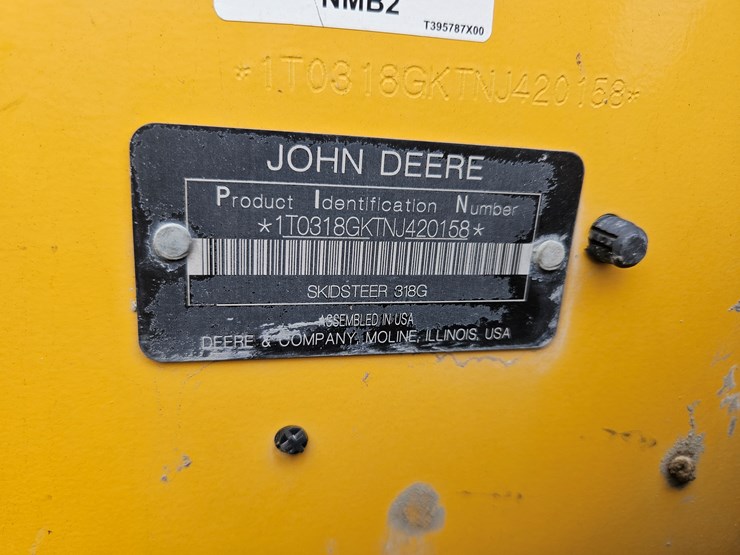 NMB2
T395787X00
*1T0318GKTNJ420158*
JOHN DEERE
Product Identification Number
*1T0318GKTNJ420158*
SKIDSTEER 318G
ASSEMBLED IN USA
DEERE & COMPANY, MOLINE, ILLINOIS, USA